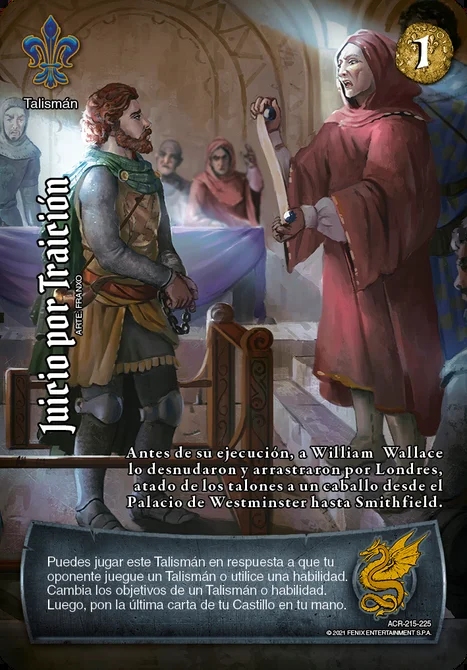 1
Talismán
Juicio por Traición
ARTE: FRANXO
Antes de su ejecución, a William Wallace
lo desnudaron y arrastraron por Londres,
atado de los talones a un caballo desde el
Palacio de Westminster hasta Smithfield.
Puedes jugar este Talismán en respuesta a que tu
oponente juegue un Talismán o utilice una habilidad.
Cambia los objetivos de un Talismán o habilidad.
Luego, pon la última carta de tu Castillo en tu mano.
ACR-215-225
© 2021 FENIX ENTERTAINMENT S.P.A.